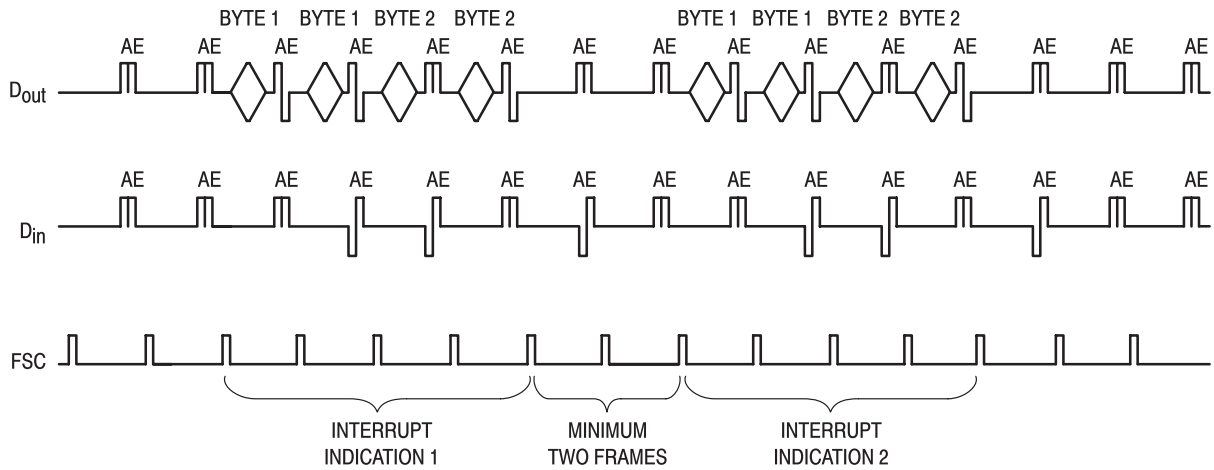 BYTE 1 BYTE 1 BYTE 2 BYTE 2 BYTE 1 BYTE 1 BYTE 2 BYTE 2
AE AE AE AE AE AE AE AE AE AE AE AE AE AE AE
Dout
AE AE AE AE AE AE AE AE AE AE AE AE AE AE AE
Din
FSC
INTERRUPT INDICATION 1
MINIMUM TWO FRAMES
INTERRUPT INDICATION 2